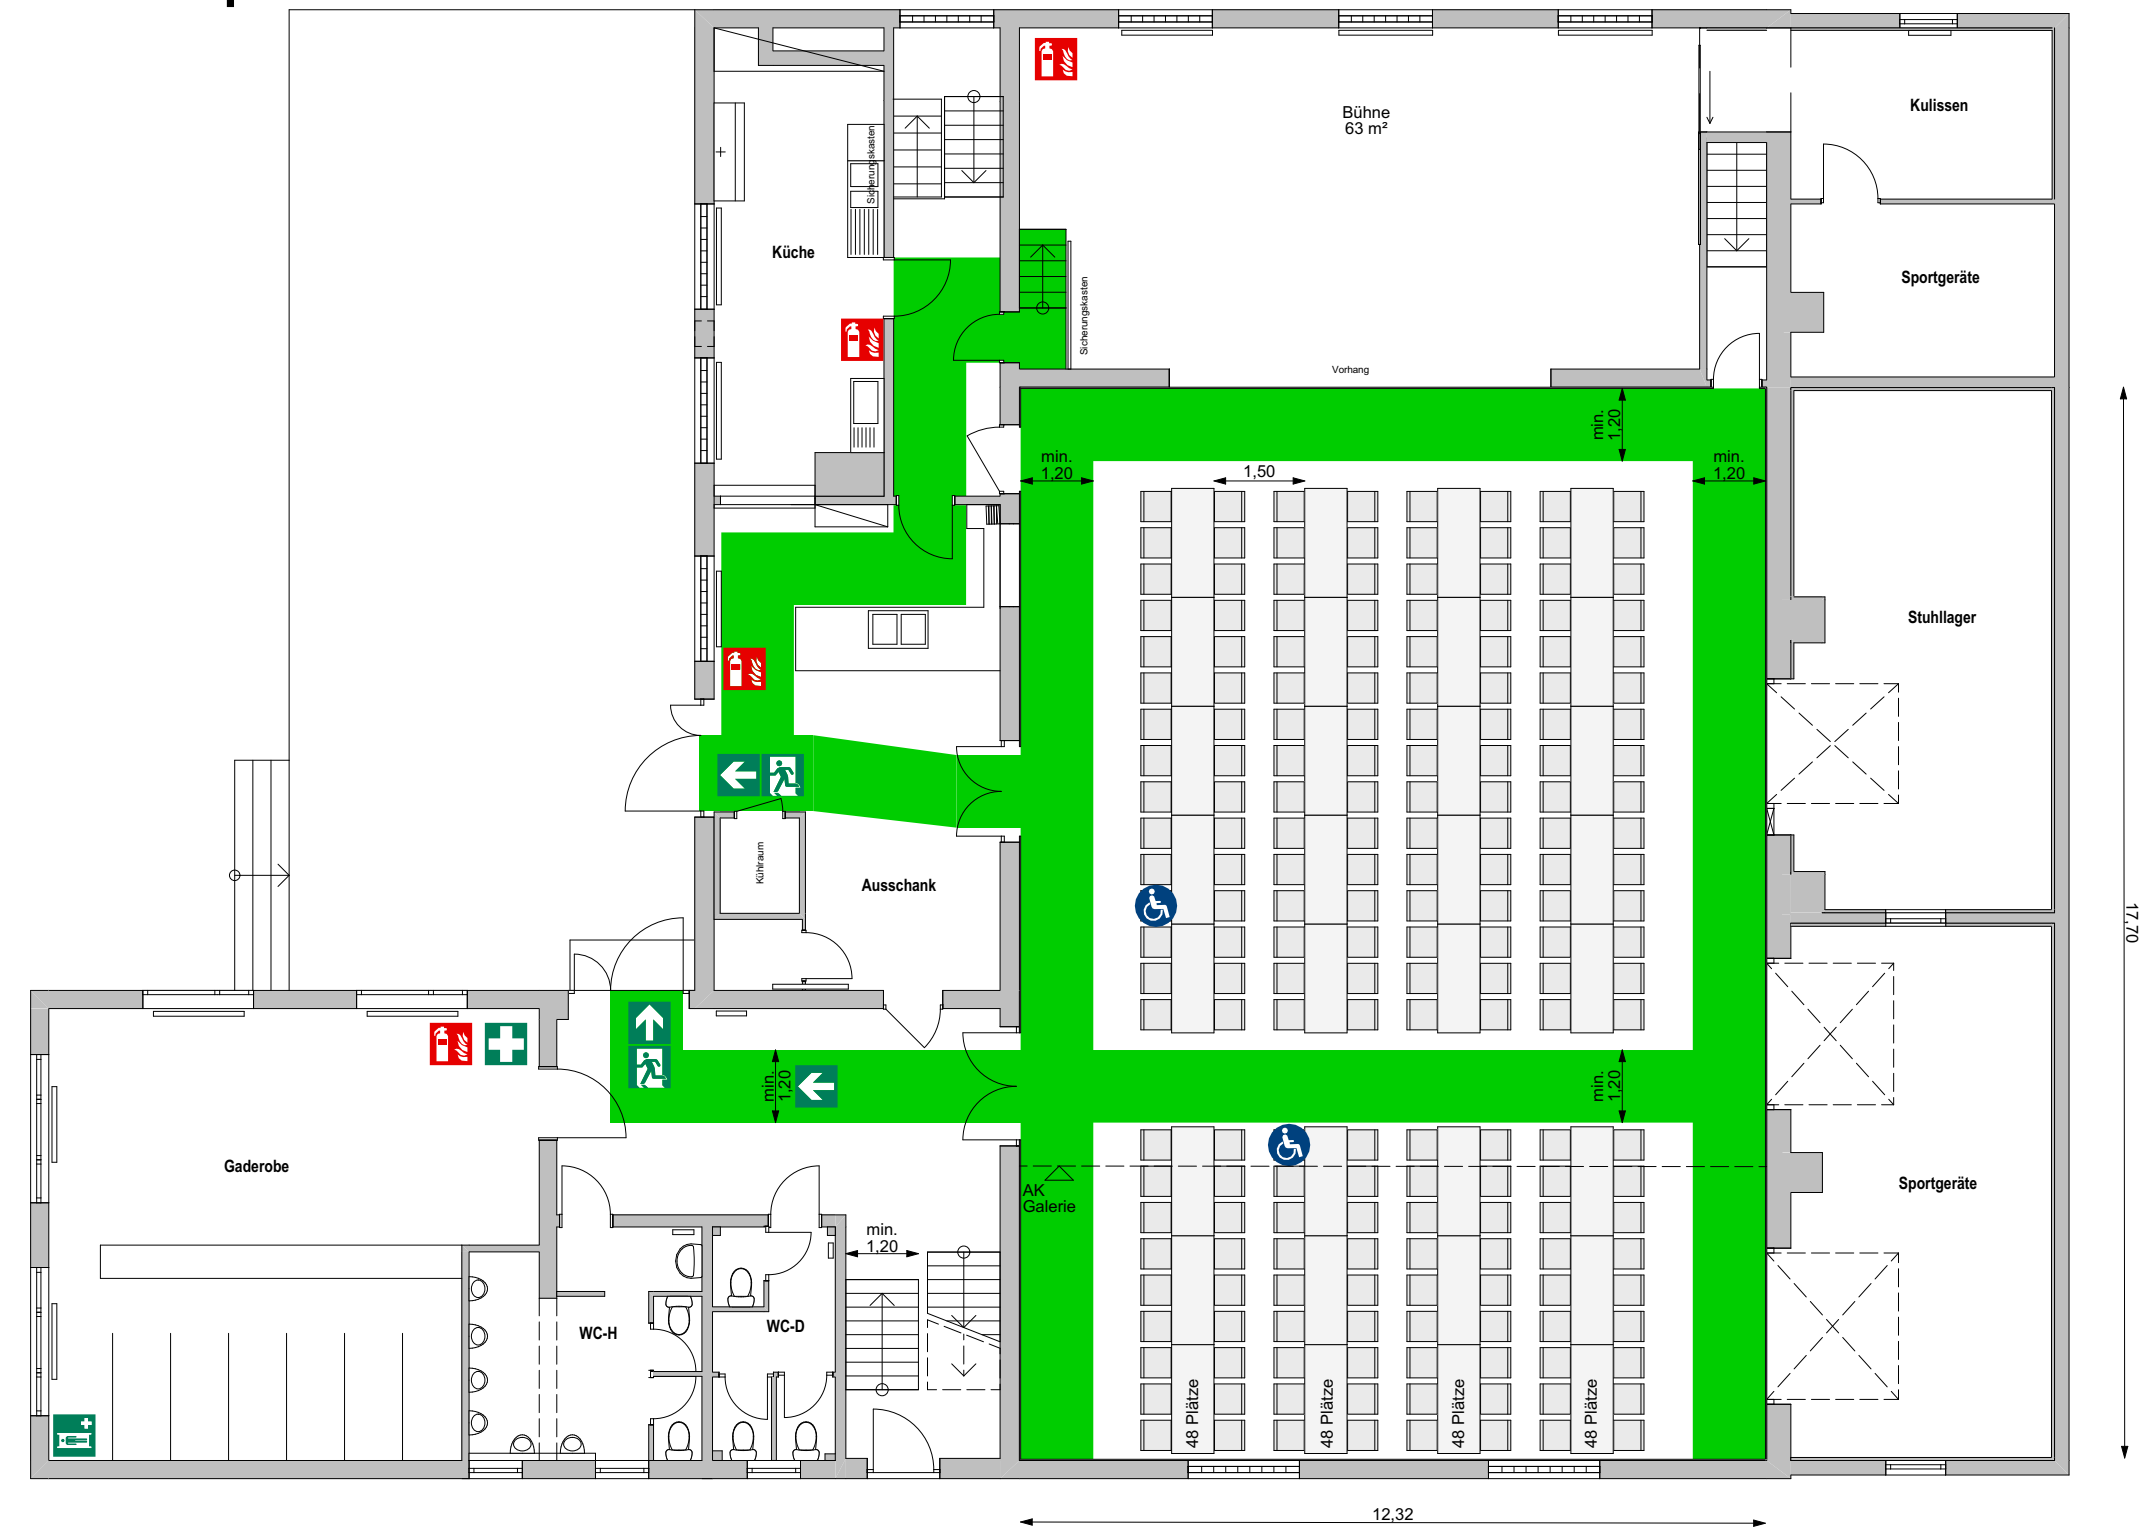 Bühne
63 m²
Kulissen
Sicherungskasten
Küche
Sportgeräte
Sicherungskasten
Vorhang
min.
1,20
min.
1,20
1,50
min.
1,20
Stuhllager
Kühlraum
Ausschank
17,70
min.
1,20
min.
1,20
Gaderobe
AK
Galerie
Sportgeräte
min.
1,20
WC-H
WC-D
48 Plätze
48 Plätze
48 Plätze
48 Plätze
12,32